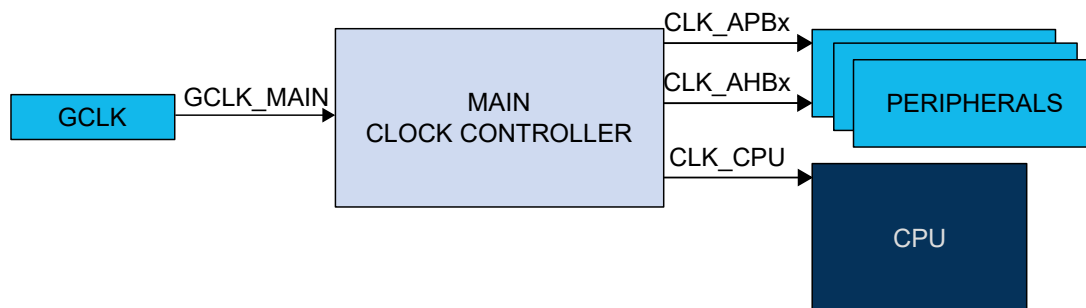 CLK_APBx
GCLK_MAIN
CLK_AHBx
GCLK
MAIN
CLOCK CONTROLLER
PERIPHERALS
CLK_CPU
CPU